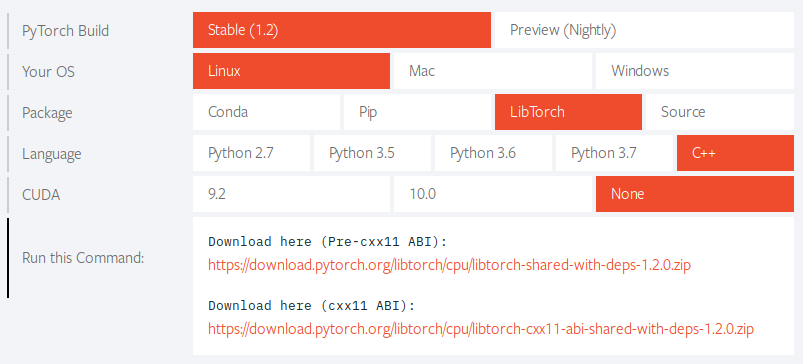 PyTorch Build Stable (1.2) Preview (Nightly)
Your OS Linux Mac Windows
Package Conda Pip LibTorch Source
Language Python 2.7 Python 3.5 Python 3.6 Python 3.7 C++
CUDA 9.2 10.0 None
Run this Command:
Download here (Pre-cxx11 ABI):
https://download.pytorch.org/libtorch/cpu/libtorch-shared-with-deps-1.2.0.zip
Download here (cxx11 ABI):
https://download.pytorch.org/libtorch/cpu/libtorch-cxx11-abi-shared-with-deps-1.2.0.zip